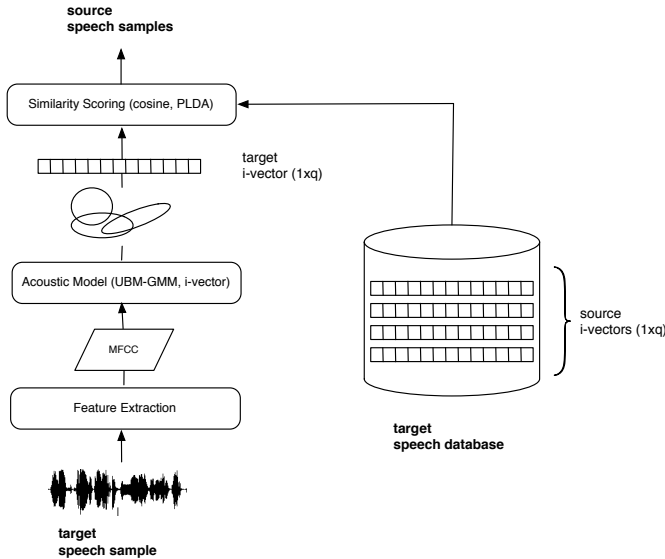 source
speech samples
Similarity Scoring (cosine, PLDA)
target
i-vector (1xq)
Acoustic Model (UBM-GMM, i-vector)
MFCC
Feature Extraction
target
speech sample
source
i-vectors (1xq)
target
speech database